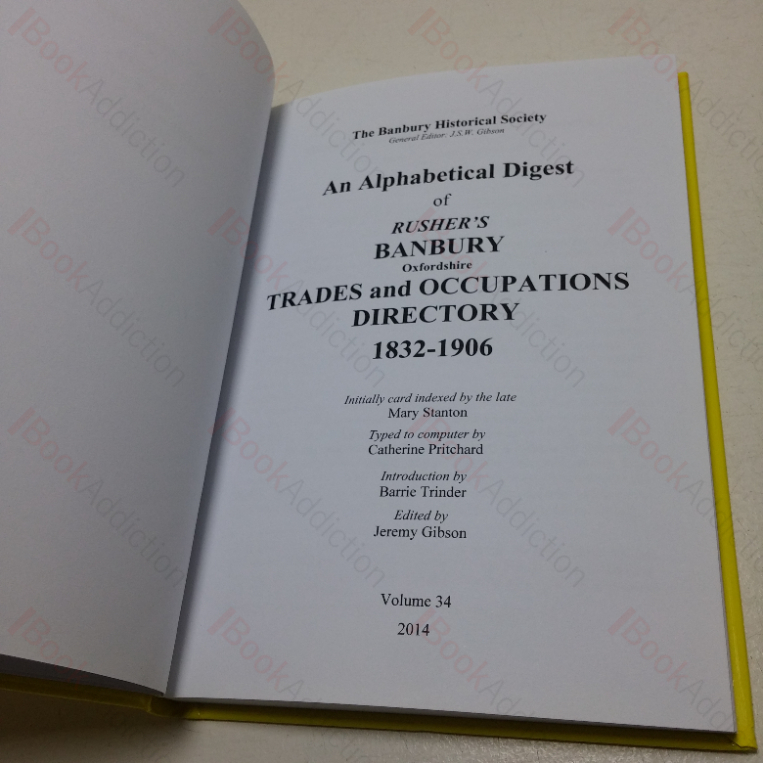 The Banbury Historical Society
General Editor: J.S.W. Gibson
An Alphabetical Digest
of
RUSHER'S
BANBURY
Oxfordshire
TRADES and OCCUPATIONS
DIRECTORY
1832-1906
Initially card indexed by the late
Mary Stanton
Typed to computer by
Catherine Pritchard
Introduction by
Barrie Trinder
Edited by
Jeremy Gibson
Volume 34
2014
BookAddiction